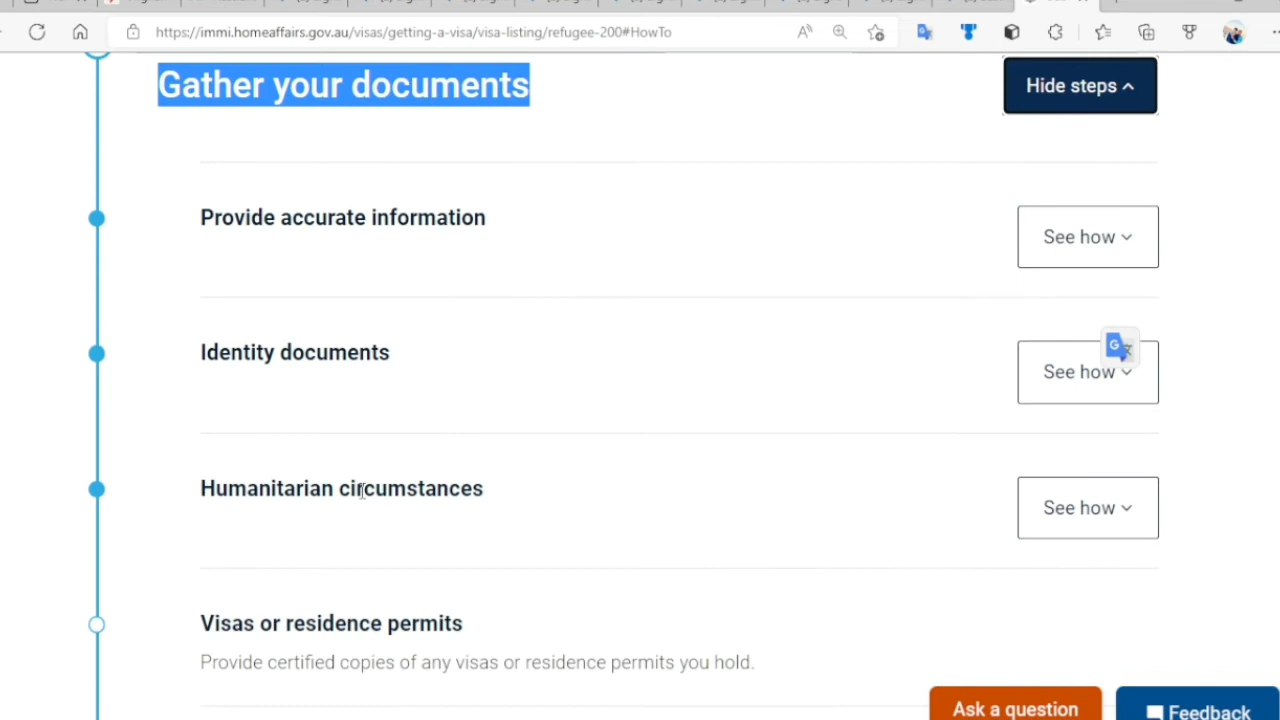 https://immi.homeaffairs.gov.au/visas/getting-a-visa/visa-listing/refugee-200#HowTo
Gather your documents
Hide steps
Provide accurate information
See how
Identity documents
See how
Humanitarian circumstances
See how
Visas or residence permits
Provide certified copies of any visas or residence permits you hold.
Ask a question
Feedback